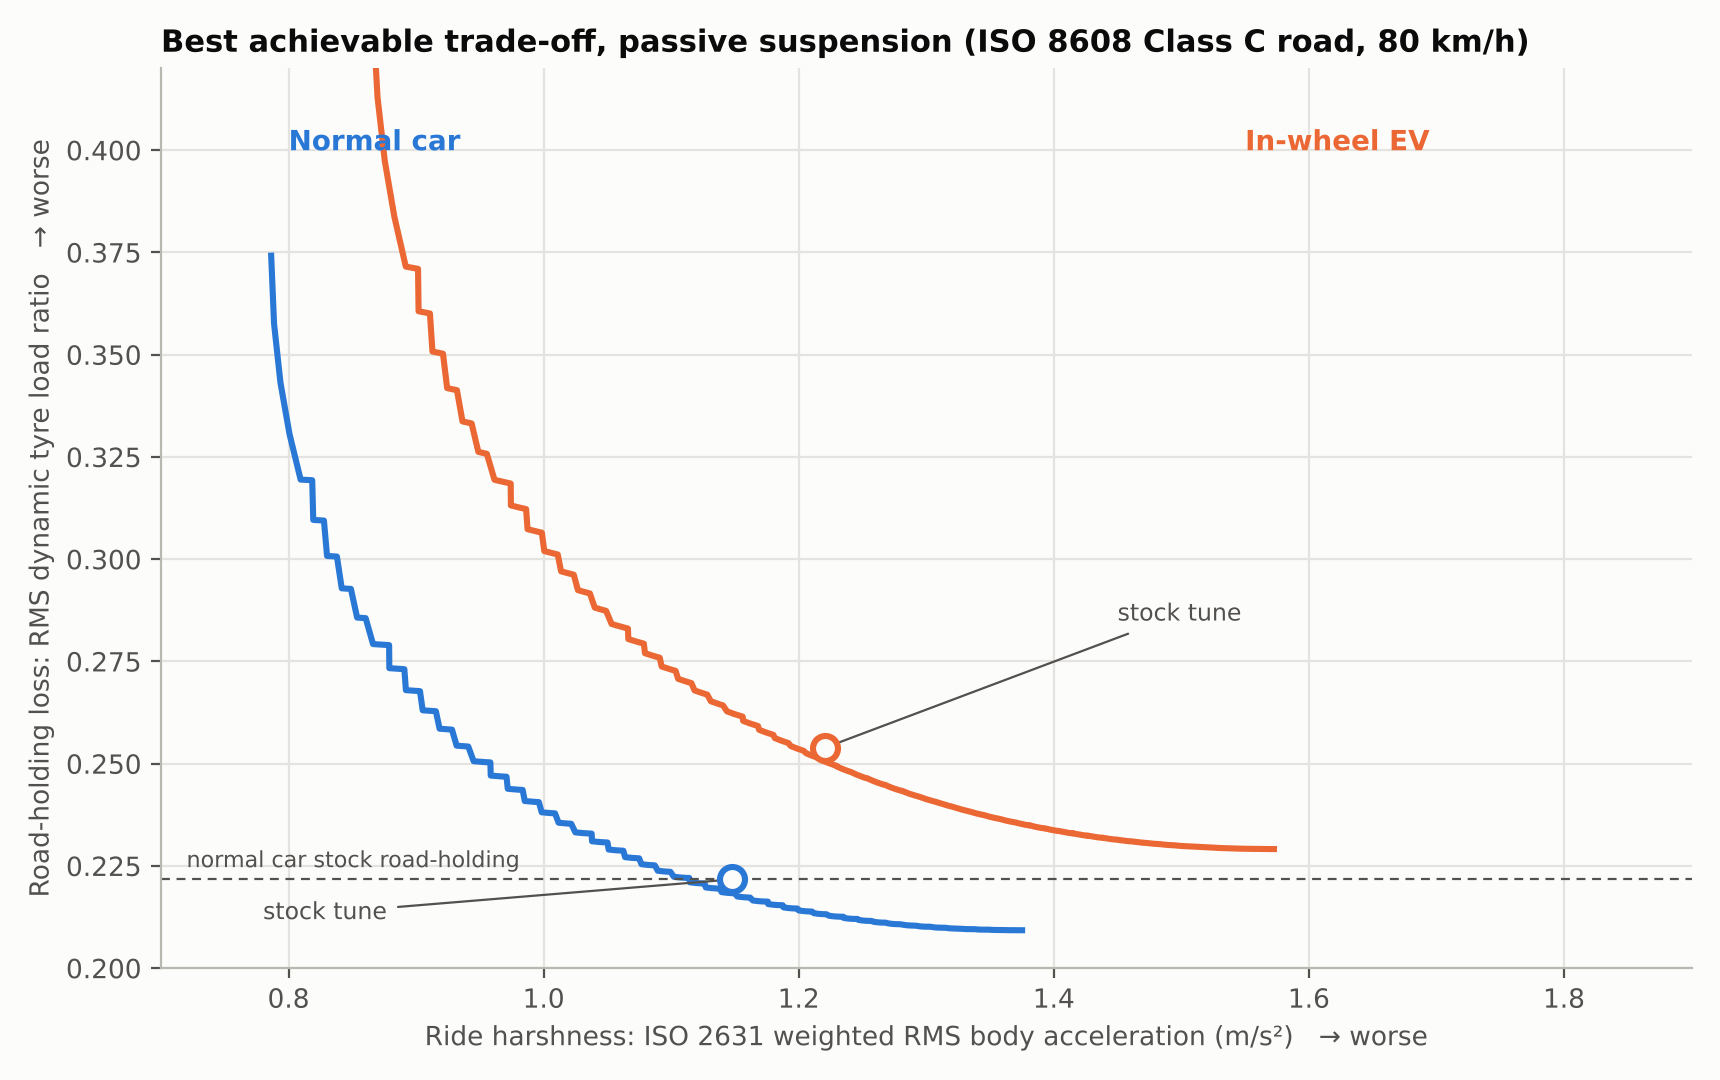 Best achievable trade-off, passive suspension (ISO 8608 Class C road, 80 km/h)
Road-holding loss: RMS dynamic tyre load ratio → worse
0.400
0.375
0.350
0.325
0.300
0.275
0.250
0.225
0.200
Normal car
In-wheel EV
stock tune
normal car stock road-holding
stock tune
0.8
1.0
1.2
1.4
1.6
1.8
Ride harshness: ISO 2631 weighted RMS body acceleration (m/s²) → worse